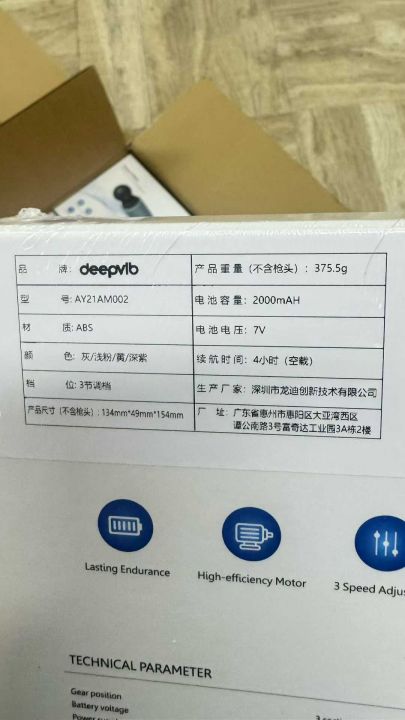 品 牌: deepvib
产品重量（不含枪头）: 375.5g
型 号: AY21AM002
电池容量: 2000mAH
材 质: ABS
电池电压: 7V
颜 色: 灰/浅粉/黄/深紫
续航时间: 4小时（空载）
档 位: 3节调档
生产厂家: 深圳市龙迪创新技术有限公司
产品尺寸（不含枪头）: 134mm*49mm*154mm
厂 址: 广东省惠州市惠阳区大亚湾西区
谭公南路3号富奇达工业园3A栋2楼
Lasting Endurance
High-efficiency Motor
3 Speed Adjus
TECHNICAL PARAMETER
Gear position
Battery voltage